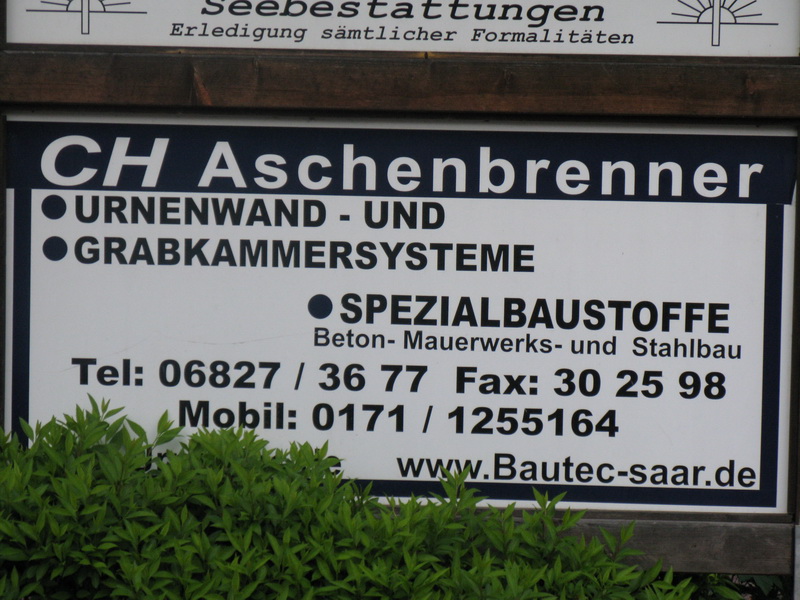 Seebestattungen
Erledigung sämtlicher Formalitäten
CH Aschenbrenner
URNENWAND - UND
GRABKAMMERSYSTEME
SPEZIALBAUSTOFFE
Beton- Mauerwerks- und Stahlbau
Tel: 06827 / 36 77 Fax: 30 25 98
Mobil: 0171 / 1255164
www.Bautec-saar.de